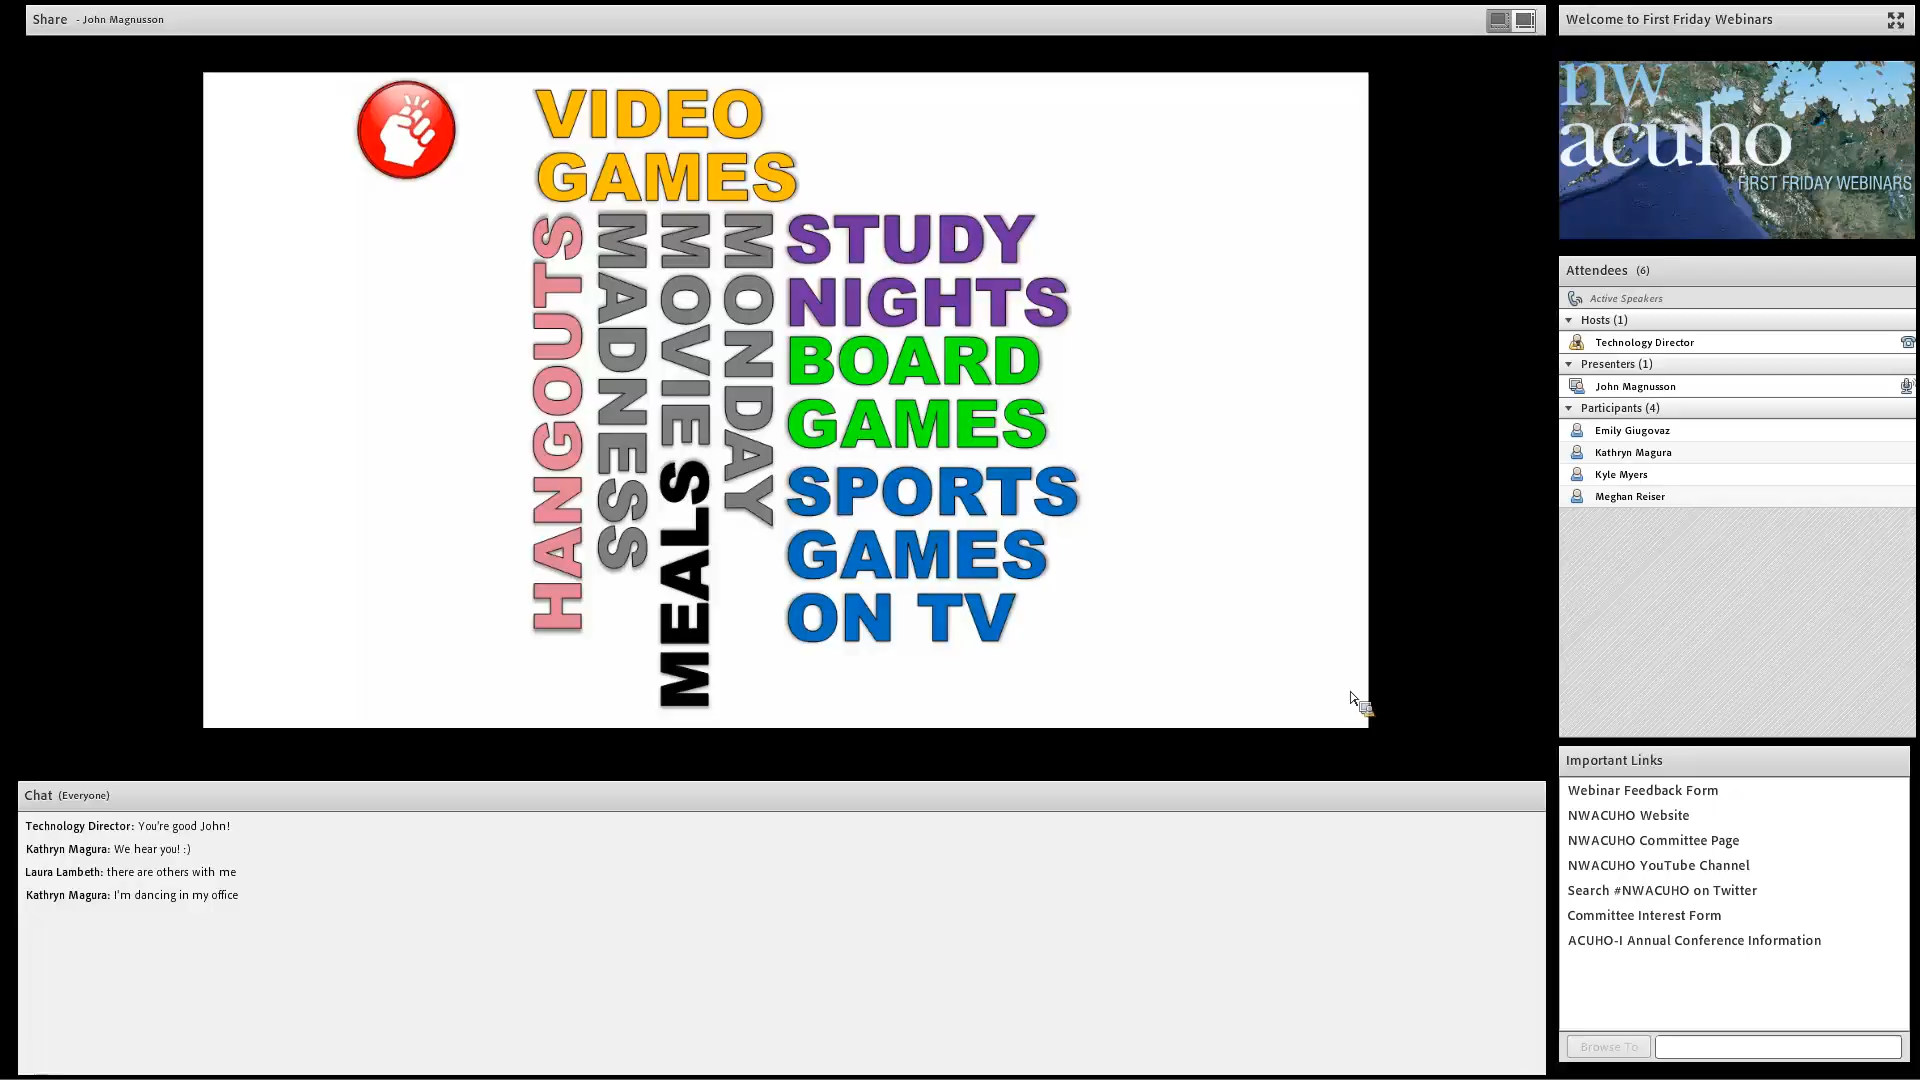 Share - John Magnusson
VIDEO
GAMES
HANGOUTS
MADNESS
MOVIE
MEALS
MONDAY
STUDY
NIGHTS
BOARD
GAMES
SPORTS
GAMES
ON TV
Chat (Everyone)
Technology Director: You're good John!
Kathryn Magura: We hear you! :)
Laura Lambeth: there are others with me
Kathryn Magura: I'm dancing in my office
Welcome to First Friday Webinars
nw
acuho
FIRST FRIDAY WEBINARS
Attendees (6)
Active Speakers
Hosts (1)
Technology Director
Presenters (1)
John Magnusson
Participants (4)
Emily Giugovaz
Kathryn Magura
Kyle Myers
Meghan Reiser
Important Links
Webinar Feedback Form
NWACUHO Website
NWACUHO Committee Page
NWACUHO YouTube Channel
Search #NWACUHO on Twitter
Committee Interest Form
ACUHO-I Annual Conference Information
Browse To